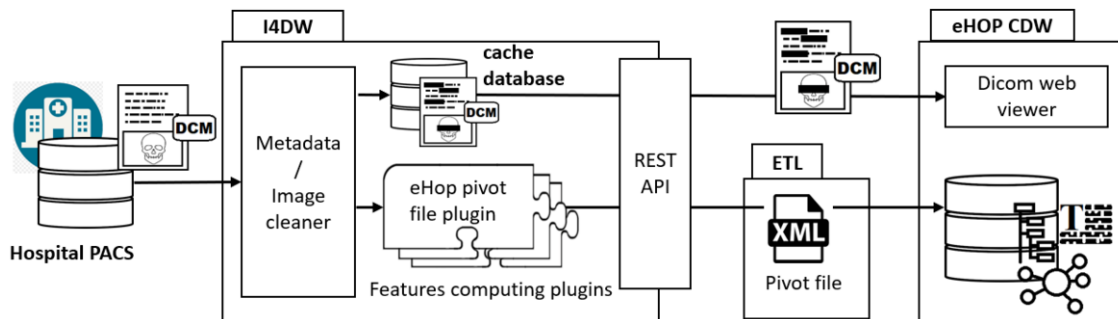 I4DW
eHOP CDW
cache
database
DCM
DCM
DCM
Dicom web
viewer
Metadata
/
Image
cleaner
REST
API
ETL
eHop pivot
file plugin
XML
T
Hospital PACS
Features computing plugins
Pivot file